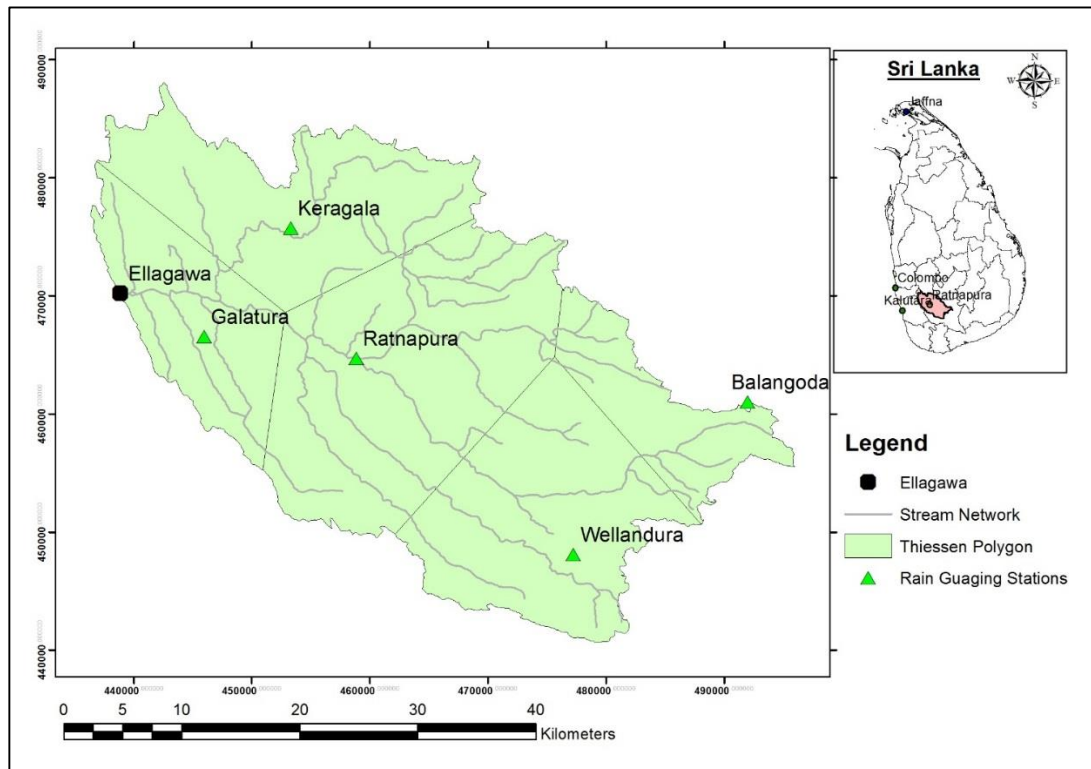 Sri Lanka
N
W
E
S
Jaffna
Colombo
Kalutara
Ratnapura
Keragala
Ellagawa
Galatura
Ratnapura
Balangoda
Wellandura
490000
480000
470000
460000
450000
440000
440000
450000
460000
470000
480000
490000
Legend
Ellagawa
Stream Network
Thiessen Polygon
Rain Guaging Stations
0 5 10 20 30 40
Kilometers